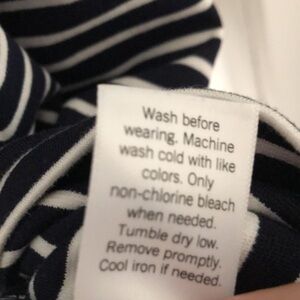 Wash before
wearing. Machine
wash cold with like
colors. Only
non-chlorine bleach
when needed.
Tumble dry low.
Remove promptly.
Cool iron if needed.